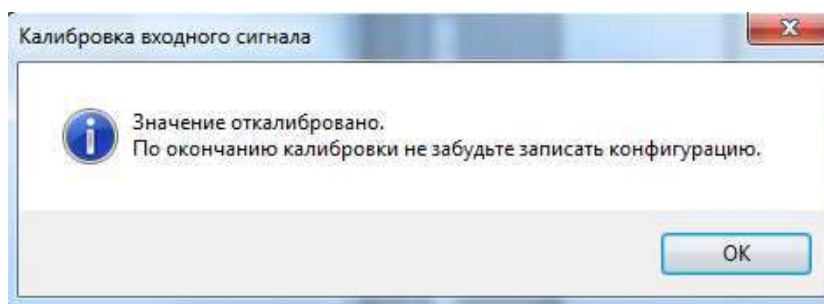 Калибровка входного сигнала
Значение откалибровано.
По окончанию калибровки не забудьте записать конфигурацию.
OK